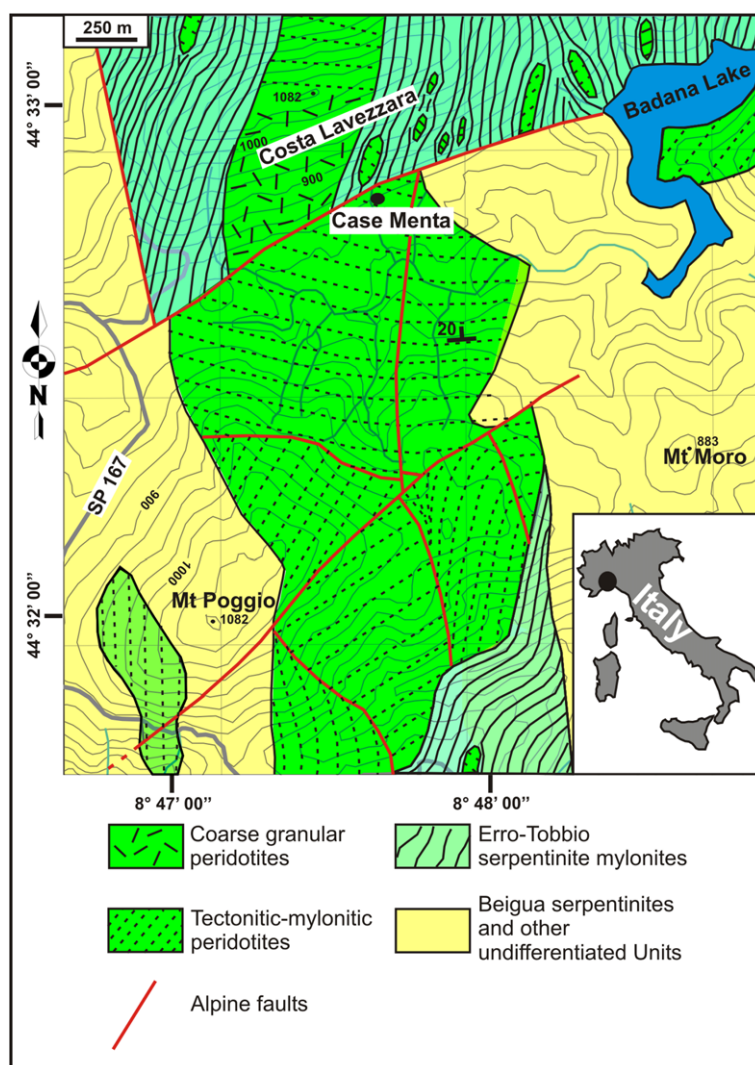 250 m
44° 33' 00''
1082
Costa Lavezzara
1000
900
Badana Lake
Case Menta
20
N
SP 167
900
1000
Mt Poggio
1082
883
Mt Moro
Italy
44° 32' 00''
8° 47' 00''
8° 48' 00''
Coarse granular
peridotites
Erro-Tobbio
serpentinite mylonites
Tectonitic-mylonitic
peridotites
Beigua serpentinites
and other
undifferentiated Units
Alpine faults